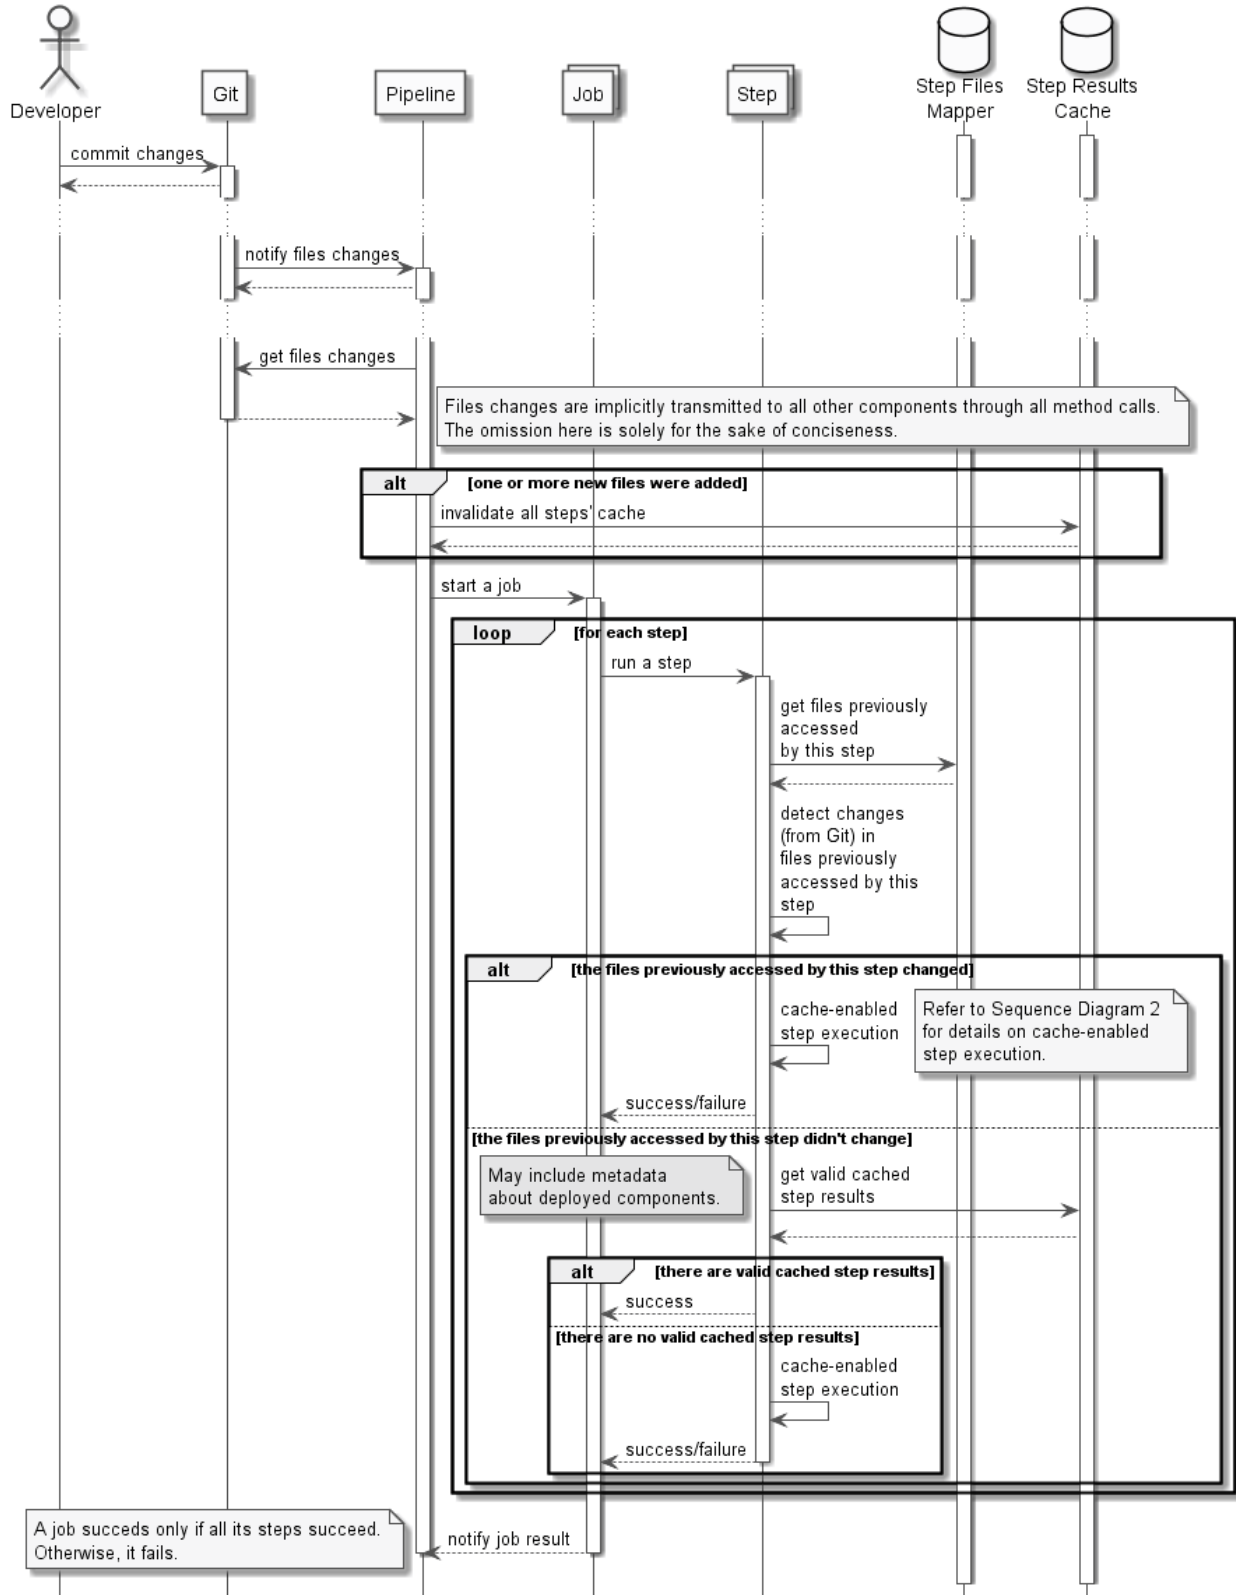 Developer
Git
Pipeline
Job
Step
Step Files
Mapper
Step Results
Cache
commit changes
notify files changes
get files changes
Files changes are implicitly transmitted to all other components through all method calls.
The omission here is solely for the sake of conciseness.
alt
[one or more new files were added]
invalidate all steps' cache
start a job
loop
[for each step]
run a step
get files previously
accessed
by this step
detect changes
(from Git) in
files previously
accessed by this
step
alt
[the files previously accessed by this step changed]
cache-enabled
step execution
Refer to Sequence Diagram 2
for details on cache-enabled
step execution.
success/failure
[the files previously accessed by this step didn't change]
May include metadata
about deployed components.
get valid cached
step results
alt
[there are valid cached step results]
success
[there are no valid cached step results]
cache-enabled
step execution
success/failure
A job succeds only if all its steps succeed.
Otherwise, it fails.
notify job result